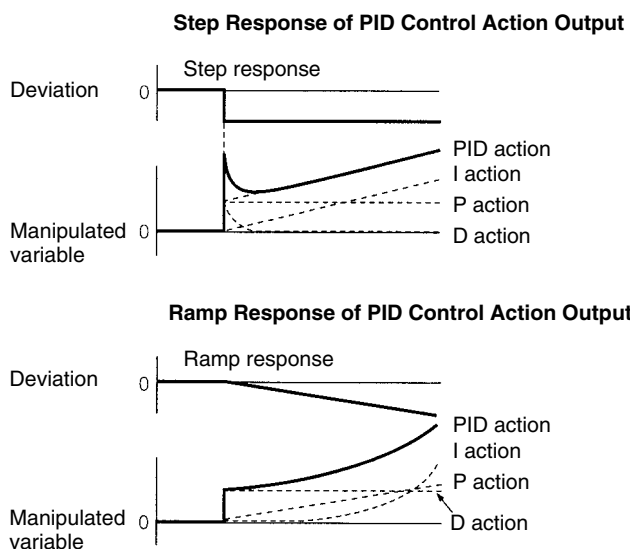 Step Response of PID Control Action Output
Step response
Deviation 0
PID action
I action
P action
Manipulated variable 0
D action
Ramp Response of PID Control Action Output
Ramp response
Deviation 0
PID action
I action
P action
Manipulated variable 0
D action